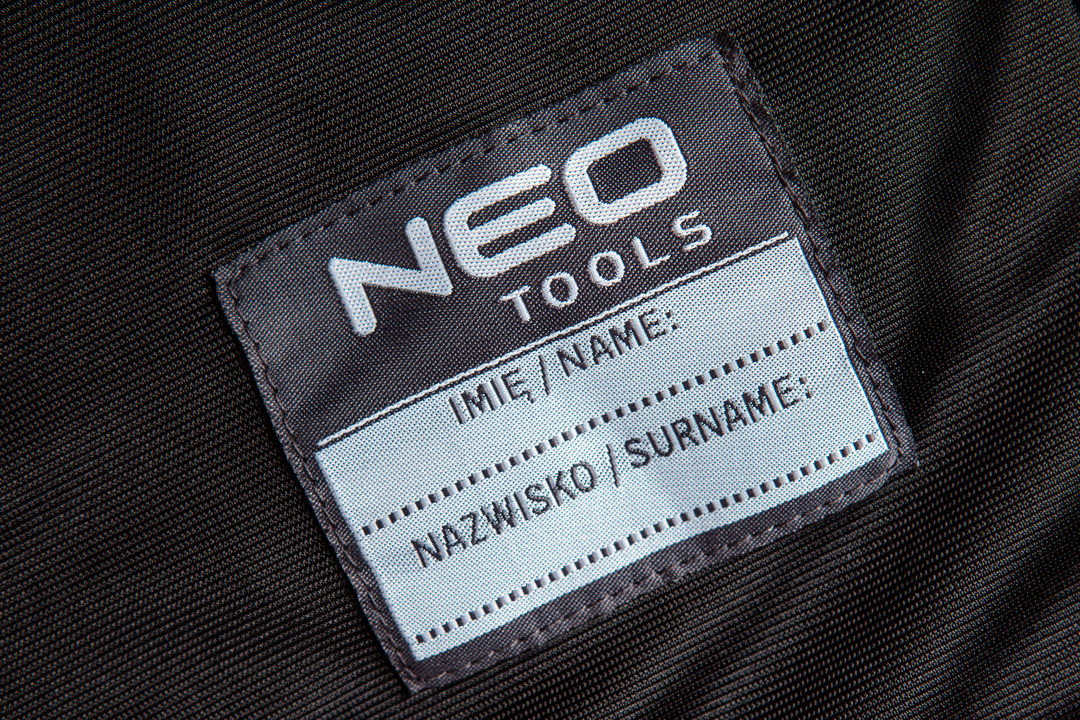 NEO
TOOLS
IMIĘ / NAME:
NAZWISKO / SURNAME: